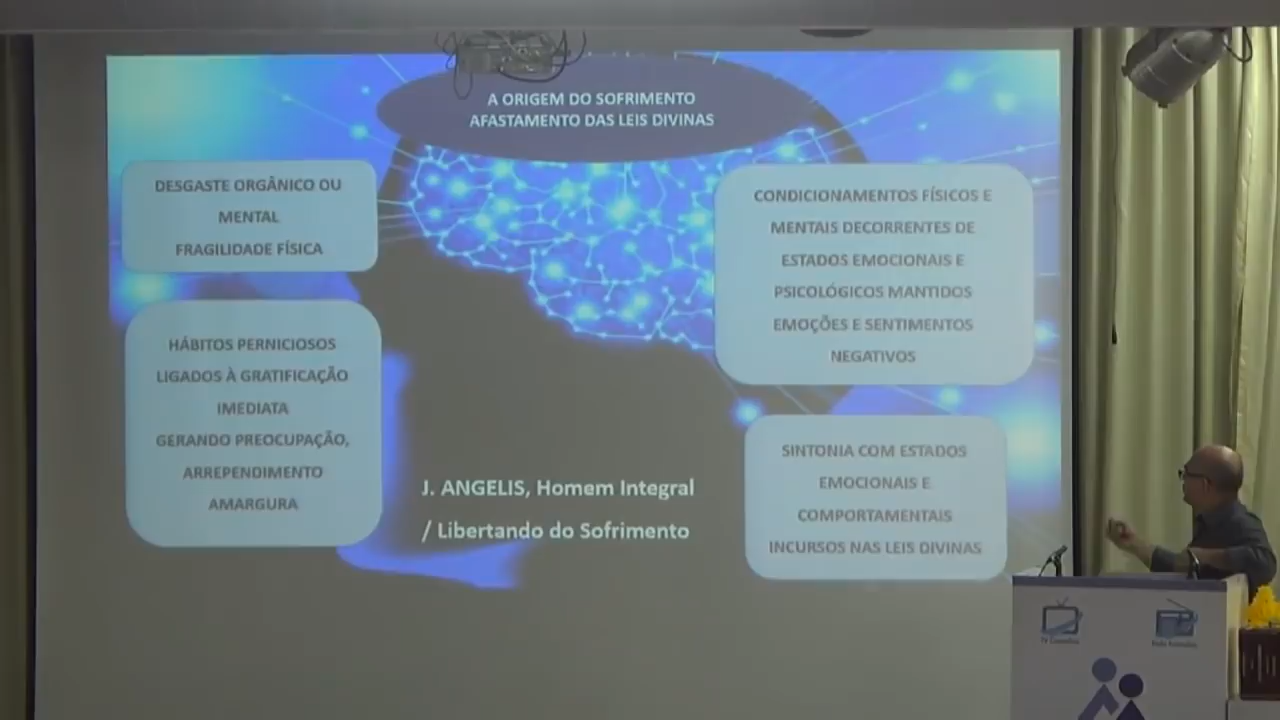 A ORIGEM DO SOFRIMENTO
AFASTAMENTO DAS LEIS DIVINAS
DESGASTE ORGÂNICO OU
MENTAL
FRAGILIDADE FÍSICA
HÁBITOS PERNICIOSOS
LIGADOS À GRATIFICAÇÃO
IMEDIATA
GERANDO PREOCUPAÇÃO,
ARREPENDIMENTO
AMARGURA
CONDICIONAMENTOS FÍSICOS E
MENTAIS DECORRENTES DE
ESTADOS EMOCIONAIS E
PSICOLÓGICOS MANTIDOS
EMOÇÕES E SENTIMENTOS
NEGATIVOS
SINTONIA COM ESTADOS
EMOCIONAIS E
COMPORTAMENTAIS
INCURSOS NAS LEIS DIVINAS
J. ANGELIS, Homem Integral
/ Libertando do Sofrimento